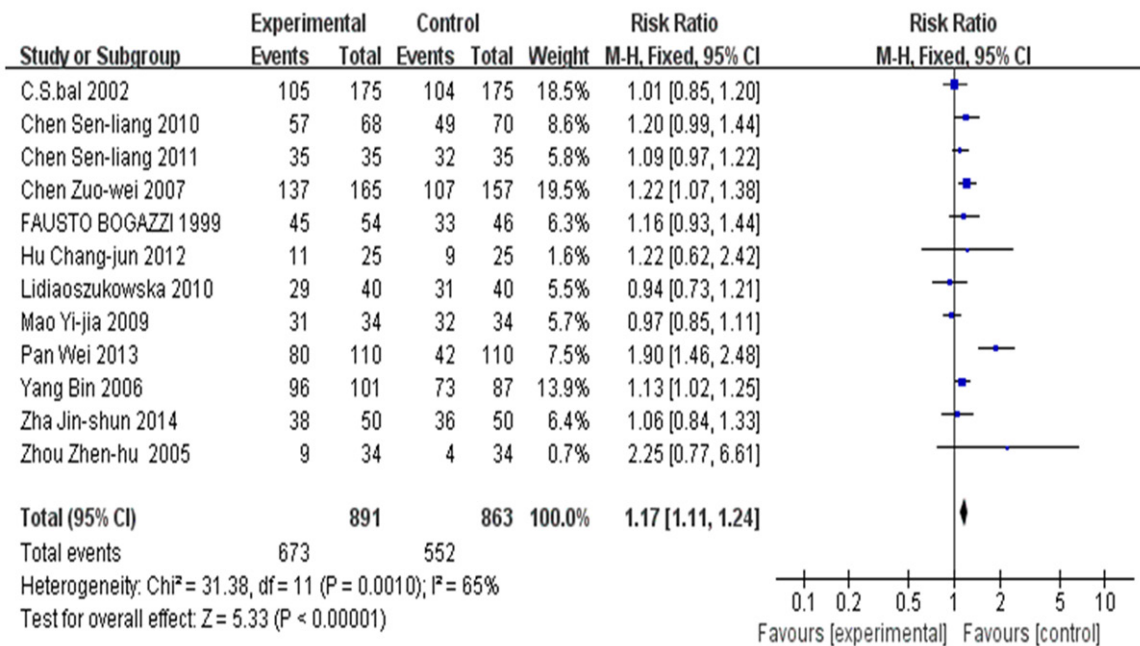 Experimental Control Risk Ratio Risk Ratio
Study or Subgroup Events Total Events Total Weight M-H, Fixed, 95% CI M-H, Fixed, 95% CI
C.S.bal 2002 105 175 104 175 18.5% 1.01 [0.85, 1.20]
Chen Sen-liang 2010 57 68 49 70 8.6% 1.20 [0.99, 1.44]
Chen Sen-liang 2011 35 35 32 35 5.8% 1.09 [0.97, 1.22]
Chen Zuo-wei 2007 137 165 107 157 19.5% 1.22 [1.07, 1.38]
FAUSTO BOGAZZI 1999 45 54 33 46 6.3% 1.16 [0.93, 1.44]
Hu Chang-jun 2012 11 25 9 25 1.6% 1.22 [0.62, 2.42]
Lidiaoszukowska 2010 29 40 31 40 5.5% 0.94 [0.73, 1.21]
Mao Yi-jia 2009 31 34 32 34 5.7% 0.97 [0.85, 1.11]
Pan Wei 2013 80 110 42 110 7.5% 1.90 [1.46, 2.48]
Yang Bin 2006 96 101 73 87 13.9% 1.13 [1.02, 1.25]
Zha Jin-shun 2014 38 50 36 50 6.4% 1.06 [0.84, 1.33]
Zhou Zhen-hu 2005 9 34 4 34 0.7% 2.25 [0.77, 6.61]
Total (95% CI) 891 863 100.0% 1.17 [1.11, 1.24]
Total events 673 552
Heterogeneity: Chi² = 31.38, df = 11 (P = 0.0010); I² = 65%
Test for overall effect: Z = 5.33 (P < 0.00001)
0.1 0.2 0.5 1 2 5 10
Favours [experimental] Favours [control]